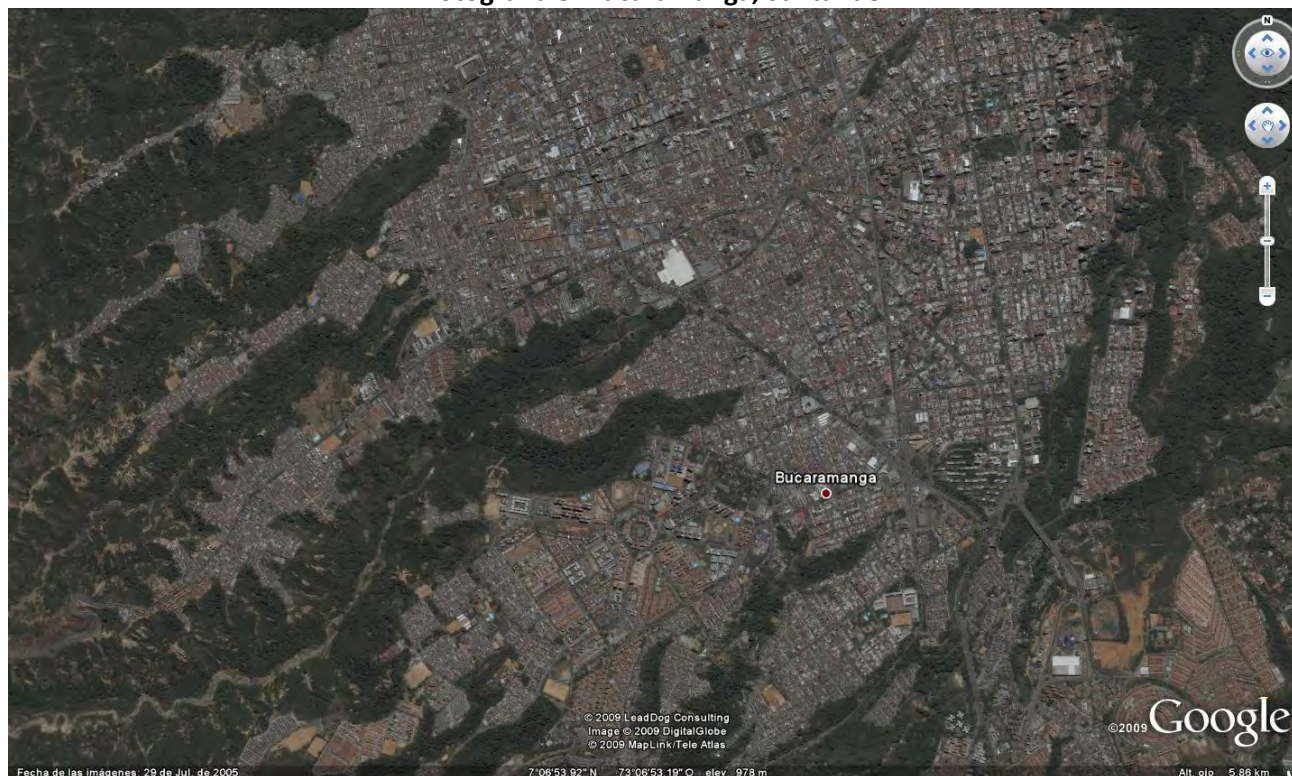 N
Bucaramanga
© 2009 LeadDog Consulting
Image © 2009 DigitalGlobe
© 2009 MapLink/Tele Atlas
©2009 Google
Fecha de las imágenes: 29 de Jul. de 2005 7°06'53.92" N 73°06'53.19" O elev. 978 m Alt. ojo 5.86 km